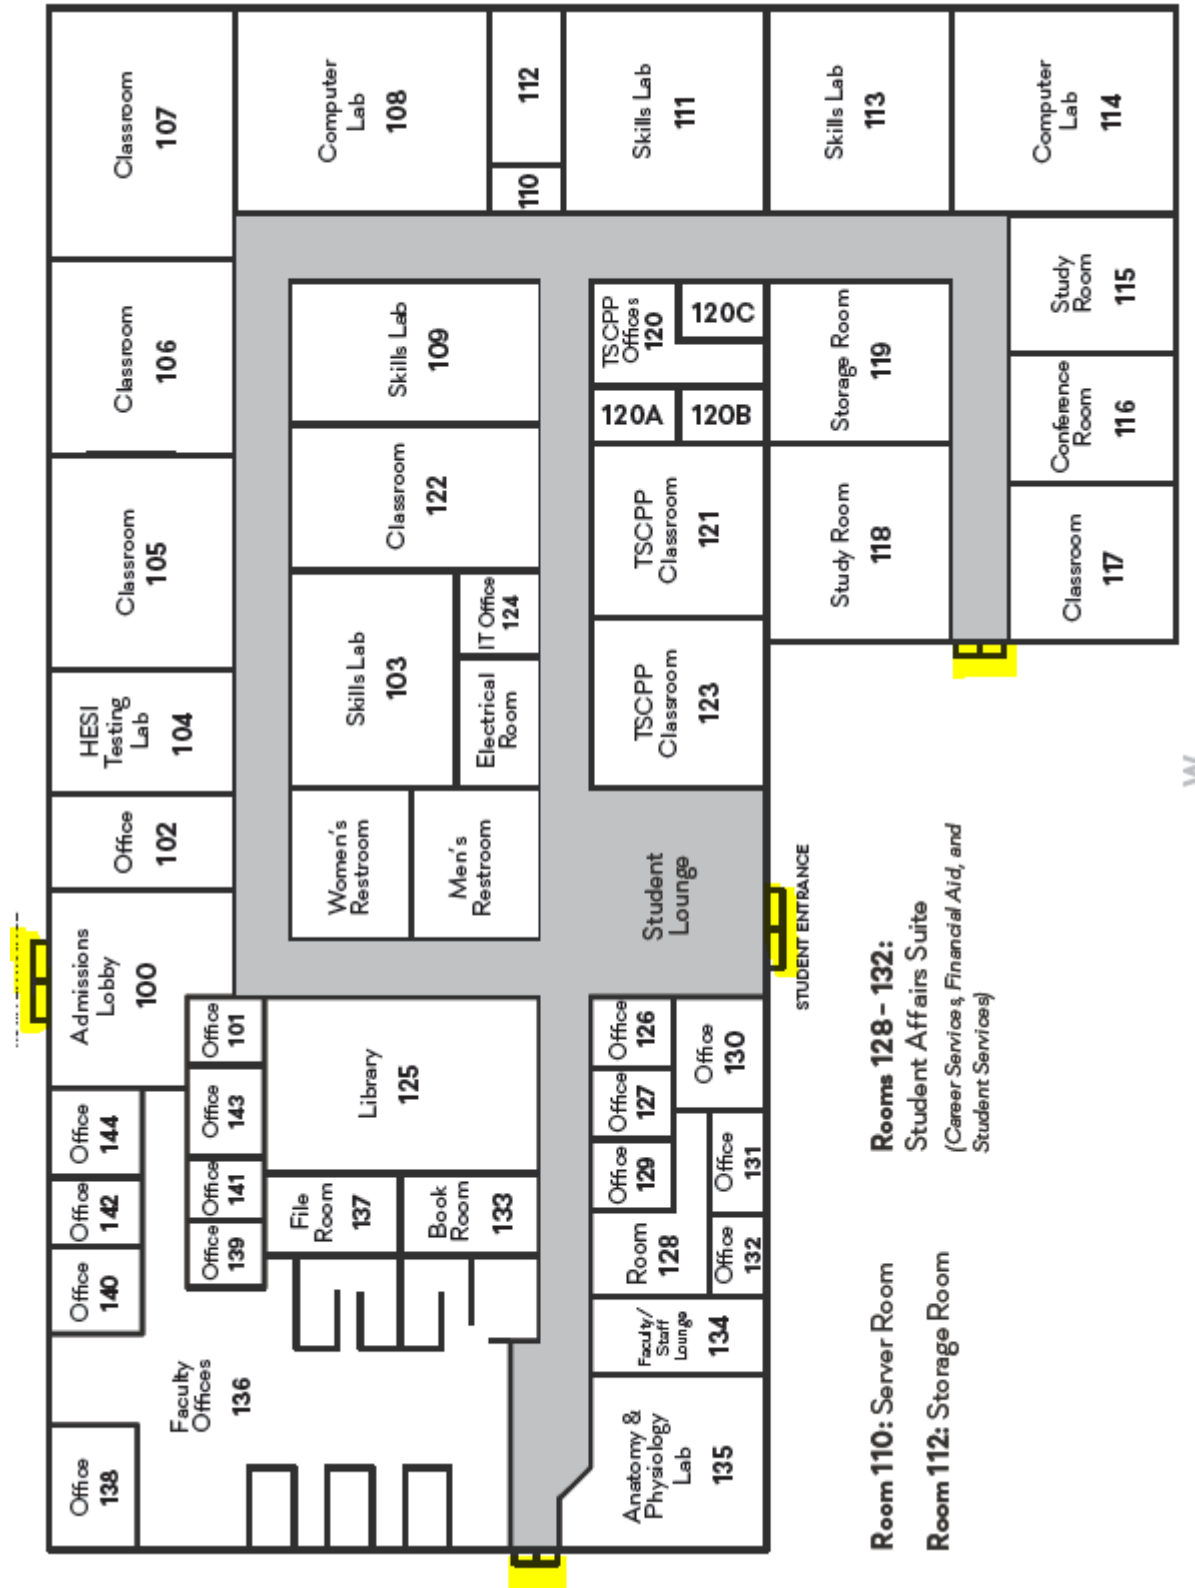 Office
138
Office
140
Office
142
Office
144
Admissions
Lobby
100
Office
102
HESI
Testing
Lab
104
Classroom
105
Classroom
106
Classroom
107
Faculty
Offices
136
Office
139
Office
141
Office
143
Office
101
File
Room
137
Book
Room
133
Library
125
Women's
Restroom
Men's
Restroom
Skills Lab
103
Electrical
Room
IT Office
124
Classroom
122
Skills Lab
109
Computer
Lab
108
110
112
Anatomy &
Physiology
Lab
135
Faculty/
Staff
Lounge
134
Room
128
Office
129
Office
127
Office
126
Office
130
Office
132
Office
131
Student
Lounge
TSCPP
Classroom
123
TSCPP
Classroom
121
120A
120B
TSCPP
Offices
120
120C
Skills Lab
111
STUDENT ENTRANCE
Study Room
118
Storage Room
119
Skills Lab
113
Classroom
117
Conference
Room
116
Study
Room
115
Computer
Lab
114
Room 110: Server Room
Room 112: Storage Room
Rooms 128–132:
Student Affairs Suite
(Career Services, Financial Aid, and
Student Services)
W